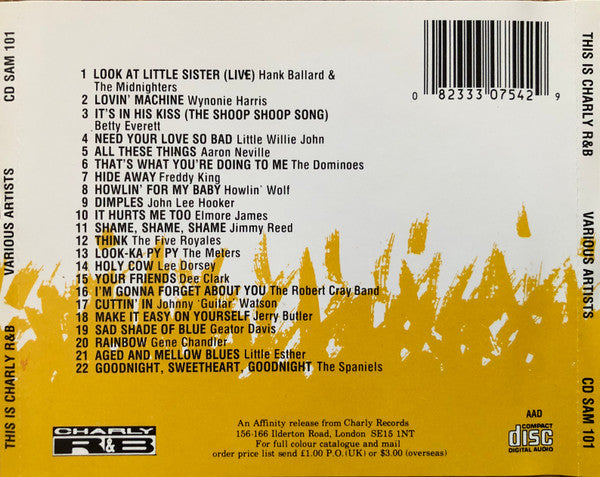 THIS IS CHARLY R&B VARIOUS ARTISTS CD SAM 101
1 LOOK AT LITTLE SISTER (LIVE) Hank Ballard &
The Midnighters
2 LOVIN' MACHINE Wynonie Harris
3 IT'S IN HIS KISS (THE SHOOP SHOOP SONG)
Betty Everett
4 NEED YOUR LOVE SO BAD Little Willie John
5 ALL THESE THINGS Aaron Neville
6 THAT'S WHAT YOU'RE DOING TO ME The Dominoes
7 HIDE AWAY Freddy King
8 HOWLIN' FOR MY BABY Howlin' Wolf
9 DIMPLES John Lee Hooker
10 IT HURTS ME TOO Elmore James
11 SHAME, SHAME, SHAME Jimmy Reed
12 THINK The Five Royales
13 LOOK-KA PY PY The Meters
14 HOLY COW Lee Dorsey
15 YOUR FRIENDS Dee Clark
16 I'M GONNA FORGET ABOUT YOU The Robert Cray Band
17 CUTTIN' IN Johnny 'Guitar' Watson
18 MAKE IT EASY ON YOURSELF Jerry Butler
19 SAD SHADE OF BLUE Geator Davis
20 RAINBOW Gene Chandler
21 AGED AND MELLOW BLUES Little Esther
22 GOODNIGHT, SWEETHEART, GOODNIGHT The Spaniels
0 82333 07542 9
CHARLY
R&B
An Affinity release from Charly Records
156-166 Ilderton Road, London SE15 1NT
For full colour catalogue and mail
order price list send £1.00 P.O. (UK) or $3.00 (overseas)
AAD
COMPACT
disc
DIGITAL AUDIO
THIS IS CHARLY R&B VARIOUS ARTISTS CD SAM 101